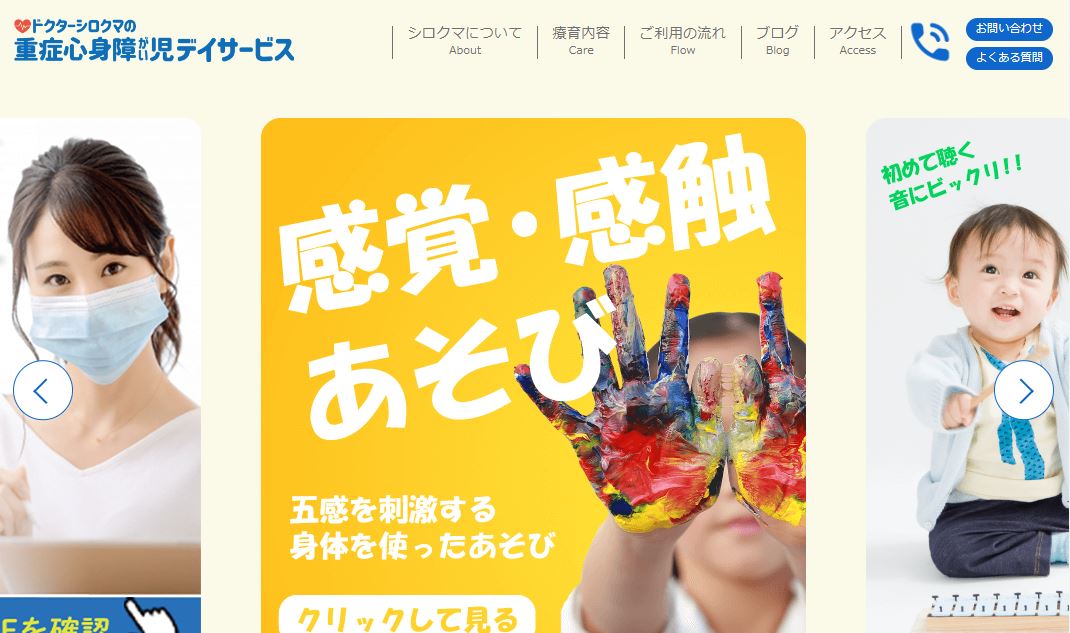 ドクターシロクマの
重症心身障がい児デイサービス
シロクマについて
About
療育内容
Care
ご利用の流れ
Flow
ブログ
Blog
アクセス
Access
お問い合わせ
よくある質問
感覚・感触
あそび
五感を刺激する
身体を使ったあそび
クリックして見る
初めて聴く
音にビックリ!!
を確認